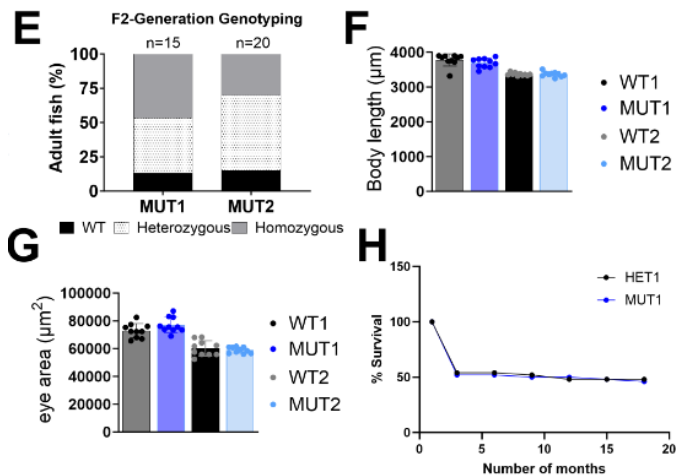 E
F2-Generation Genotyping
n=15 n=20
100
75
50
25
0
Adult fish (%)
MUT1 MUT2
WT Heterozygous Homozygous
F
4000
3000
2000
1000
0
Body length (µm)
WT1
MUT1
WT2
MUT2
G
100000
80000
60000
40000
20000
0
eye area (µm²)
WT1
MUT1
WT2
MUT2
H
150
100
50
0
% Survival
0 5 10 15 20
Number of months
HET1
MUT1